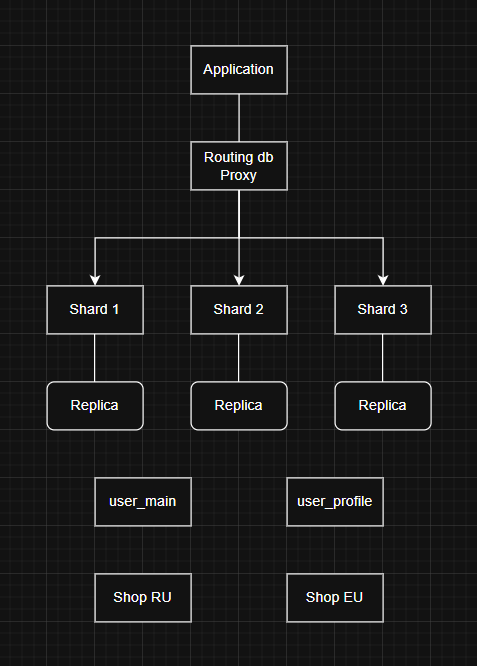 Application
Routing db
Proxy
Shard 1
Shard 2
Shard 3
Replica
Replica
Replica
user_main
user_profile
Shop RU
Shop EU